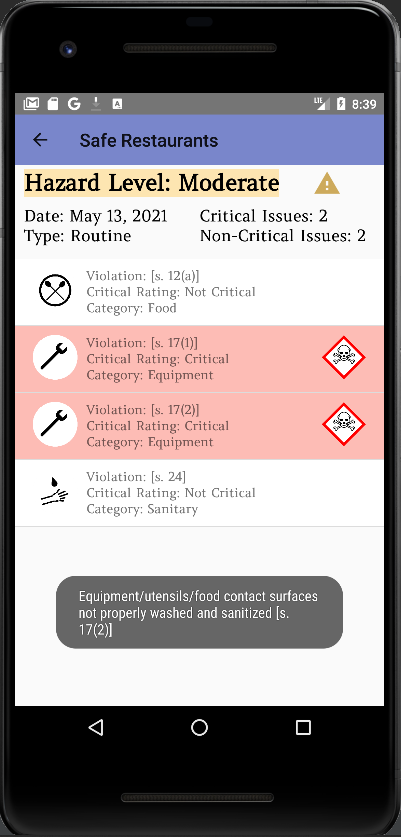 LTE 8:39
Safe Restaurants
Hazard Level: Moderate
Date: May 13, 2021 Critical Issues: 2
Type: Routine Non-Critical Issues: 2
Violation: [s. 12(a)]
Critical Rating: Not Critical
Category: Food
Violation: [s. 17(1)]
Critical Rating: Critical
Category: Equipment
Violation: [s. 17(2)]
Critical Rating: Critical
Category: Equipment
Violation: [s. 24]
Critical Rating: Not Critical
Category: Sanitary
Equipment/utensils/food contact surfaces
not properly washed and sanitized [s.
17(2)]